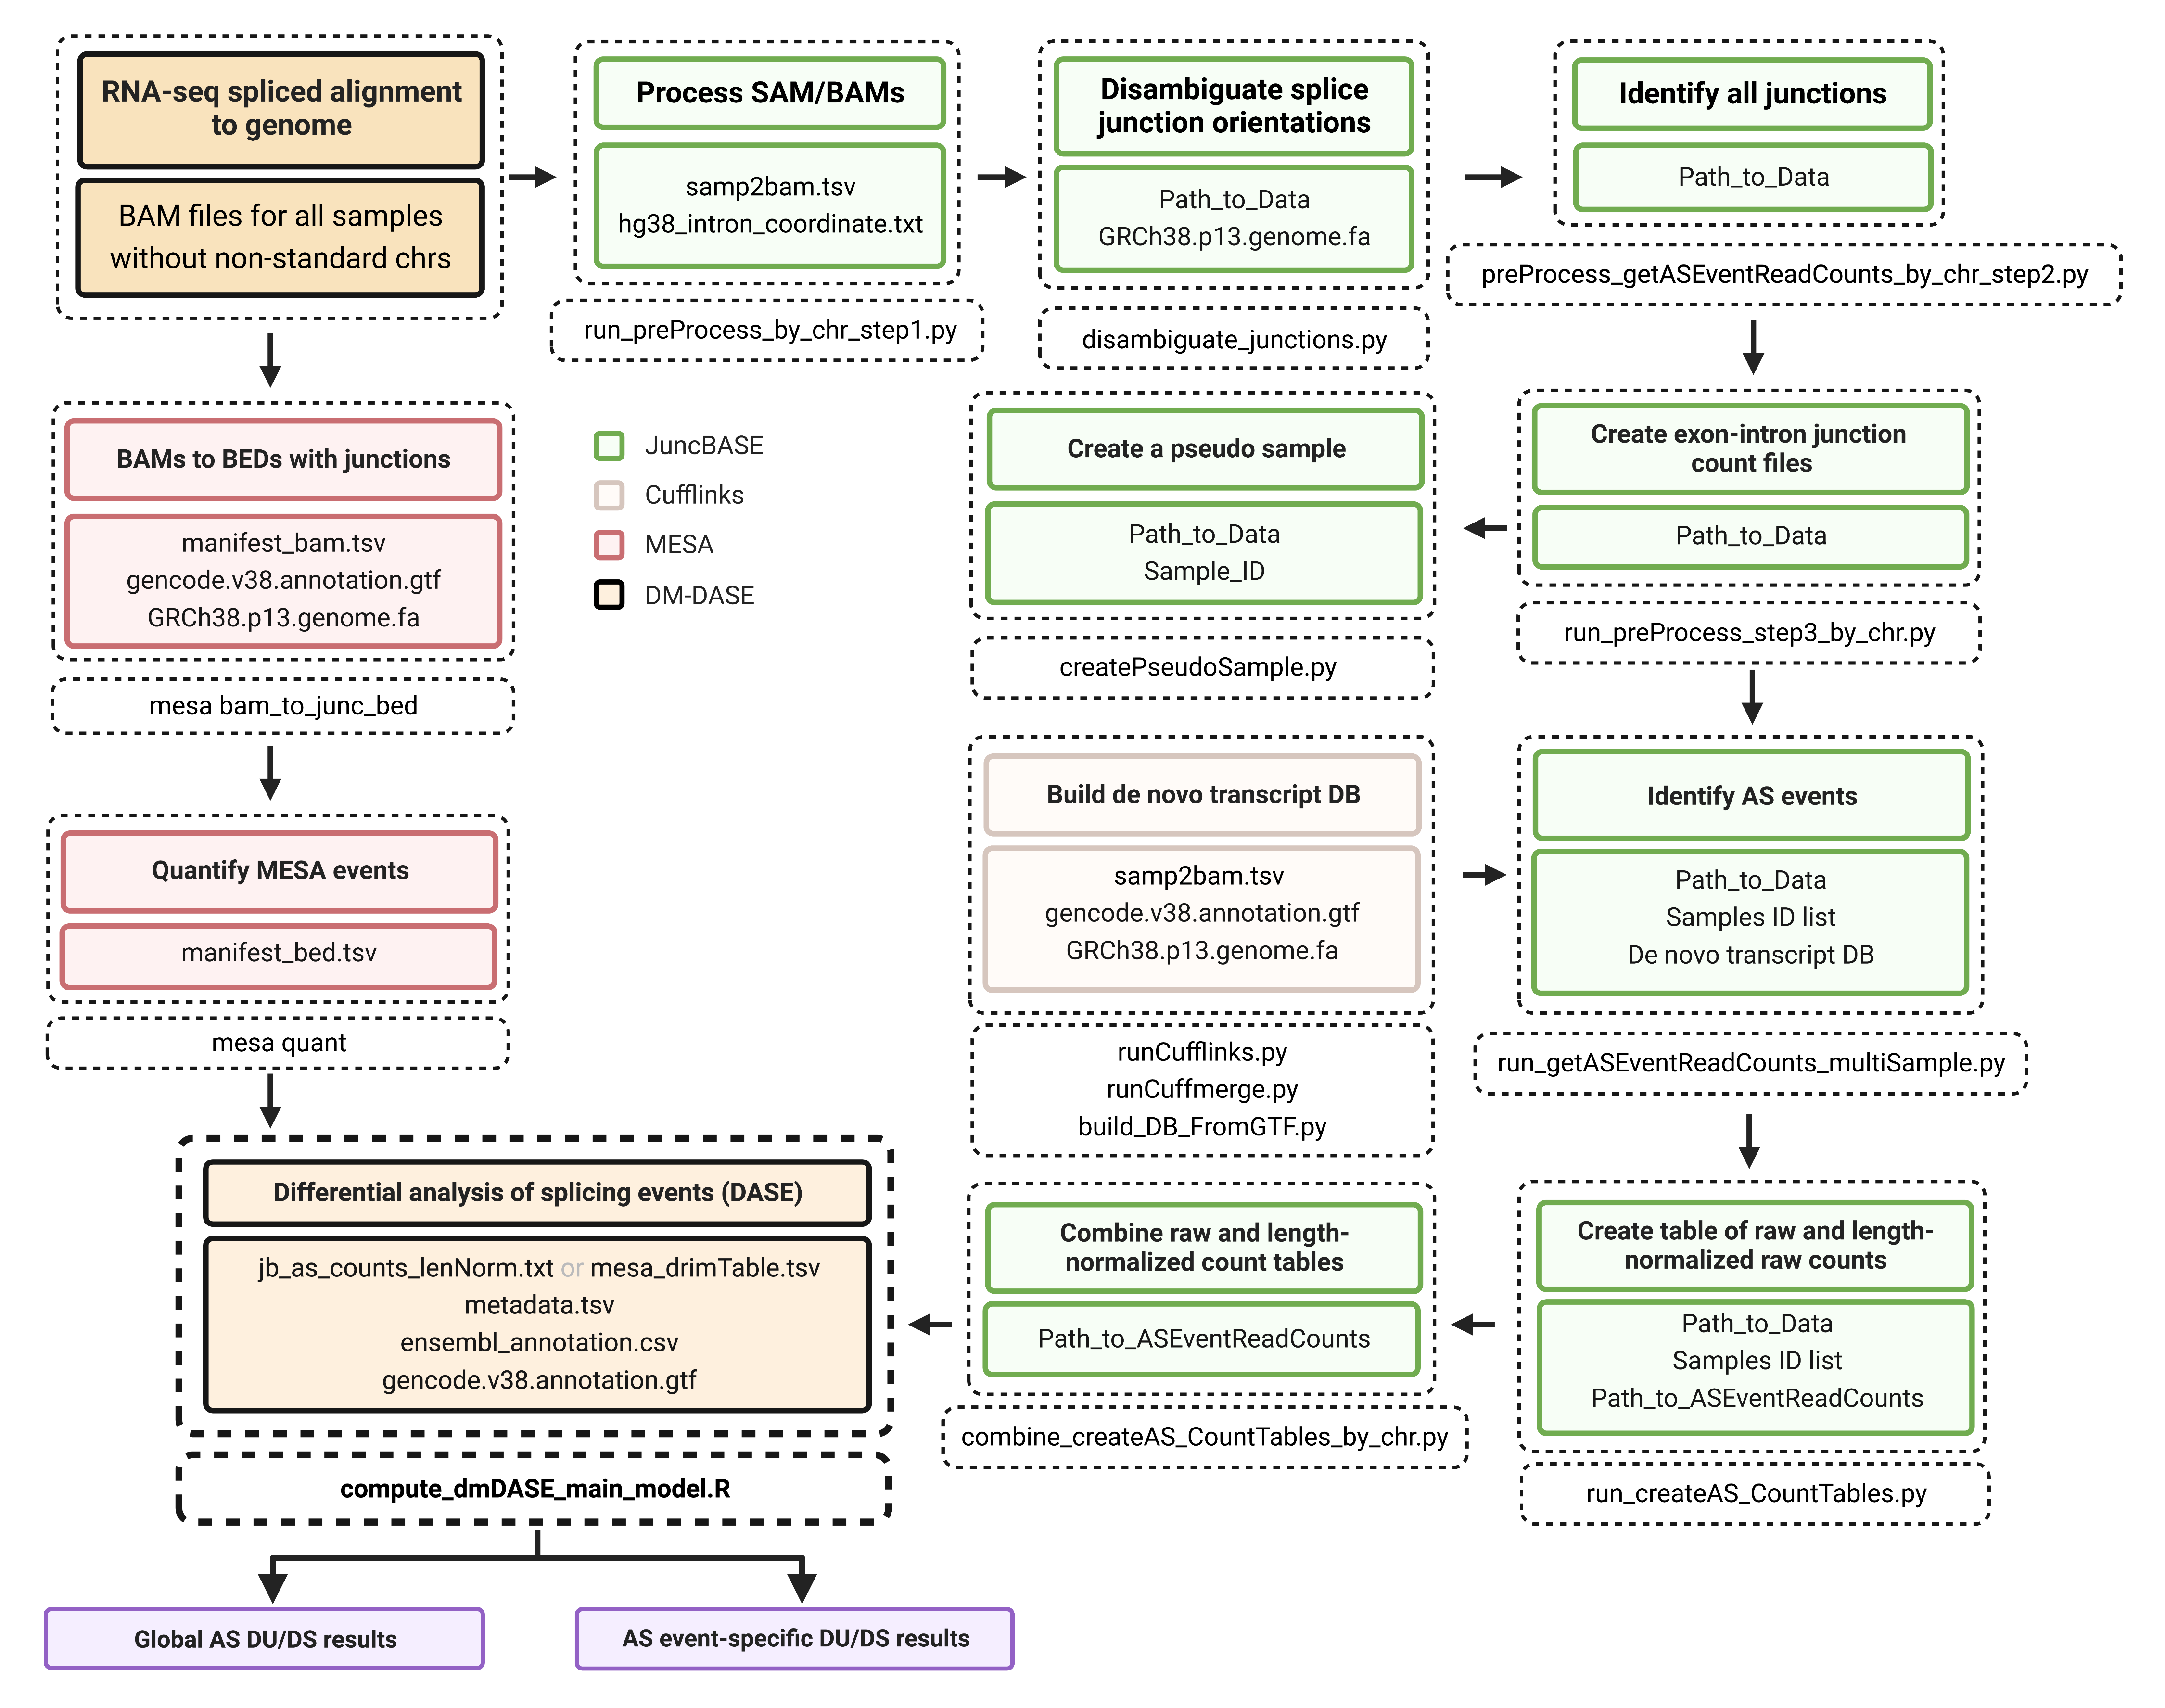 RNA-seq spliced alignment
to genome
BAM files for all samples
without non-standard chrs
Process SAM/BAMs
samp2bam.tsv
hg38_intron_coordinate.txt
run_preProcess_by_chr_step1.py
Disambiguate splice
junction orientations
Path_to_Data
GRCh38.p13.genome.fa
disambiguate_junctions.py
Identify all junctions
Path_to_Data
preProcess_getASEventReadCounts_by_chr_step2.py
BAMs to BEDs with junctions
manifest_bam.tsv
gencode.v38.annotation.gtf
GRCh38.p13.genome.fa
mesa bam_to_junc_bed
JuncBASE
Cufflinks
MESA
DM-DASE
Create a pseudo sample
Path_to_Data
Sample_ID
createPseudoSample.py
Create exon-intron junction
count files
Path_to_Data
run_preProcess_step3_by_chr.py
Quantify MESA events
manifest_bed.tsv
mesa quant
Build de novo transcript DB
samp2bam.tsv
gencode.v38.annotation.gtf
GRCh38.p13.genome.fa
runCufflinks.py
runCuffmerge.py
build_DB_FromGTF.py
Identify AS events
Path_to_Data
Samples ID list
De novo transcript DB
run_getASEventReadCounts_multiSample.py
Differential analysis of splicing events (DASE)
jb_as_counts_lenNorm.txt or mesa_drimTable.tsv
metadata.tsv
ensembl_annotation.csv
gencode.v38.annotation.gtf
compute_dmDASE_main_model.R
Combine raw and length-
normalized count tables
Path_to_ASEventReadCounts
combine_createAS_CountTables_by_chr.py
Create table of raw and length-
normalized raw counts
Path_to_Data
Samples ID list
Path_to_ASEventReadCounts
run_createAS_CountTables.py
Global AS DU/DS results
AS event-specific DU/DS results